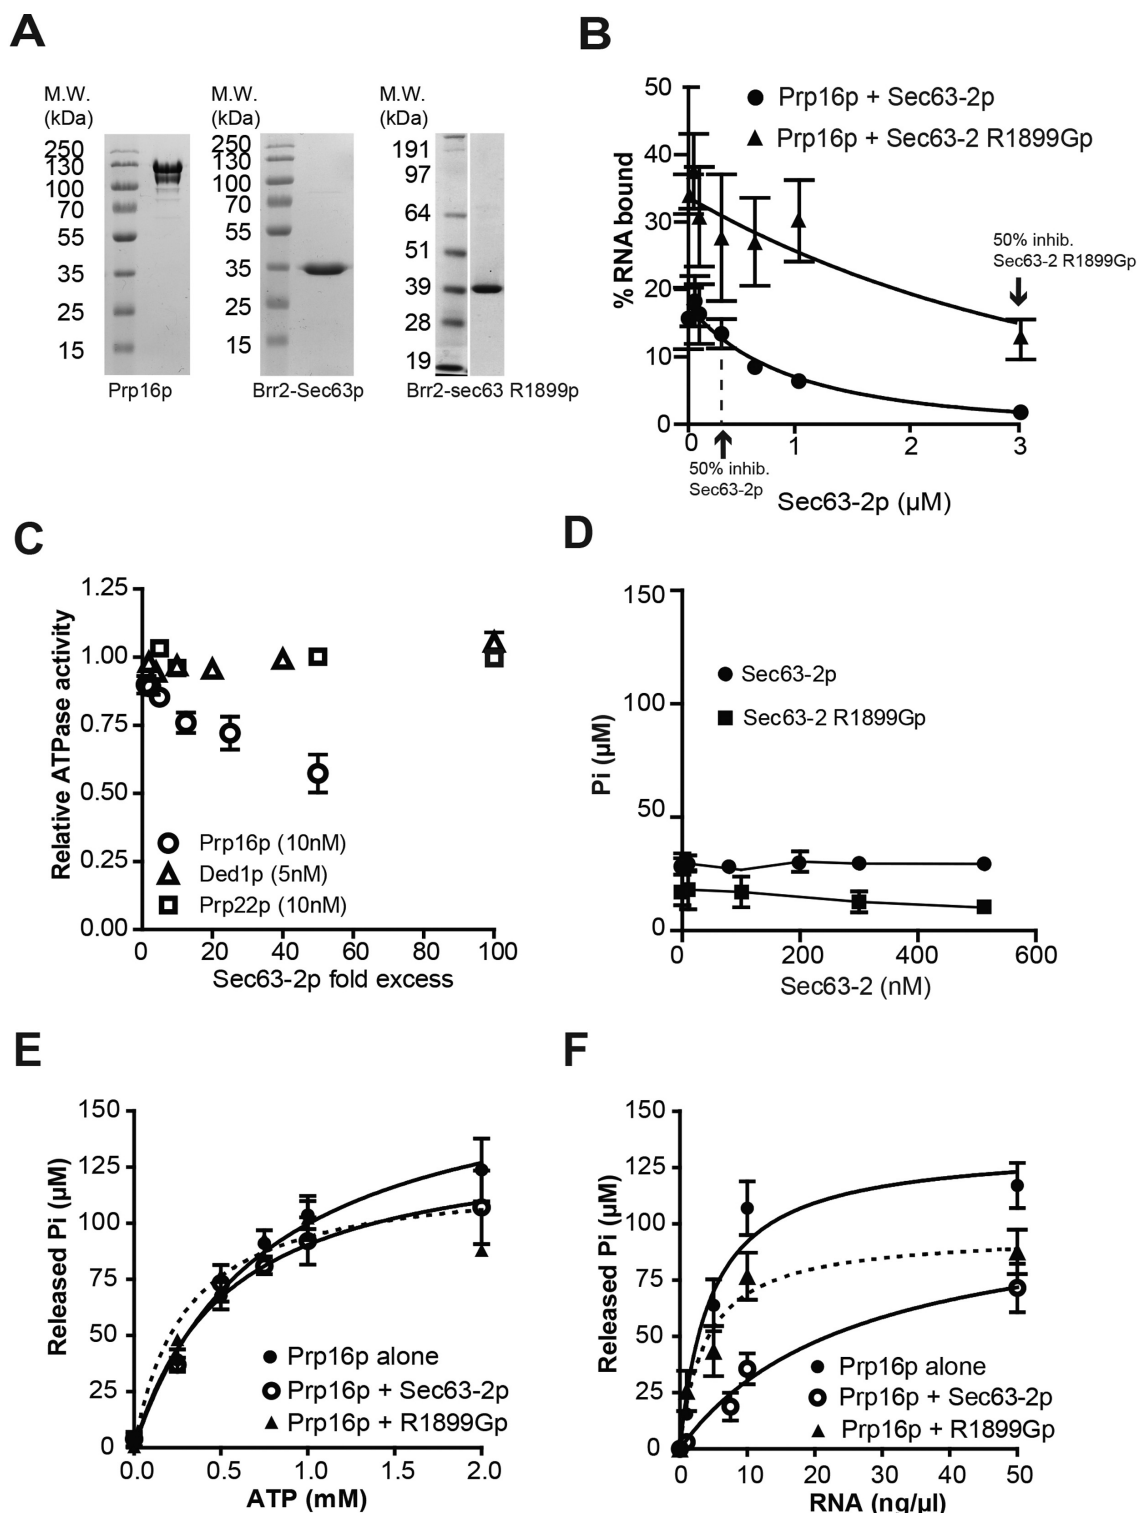 A
M.W.
(kDa)
250
130
100
70
55
35
25
15
Prp16p
M.W.
(kDa)
250
130
100
70
55
35
25
15
Brr2-Sec63p
M.W.
(kDa)
191
97
64
51
39
28
19
Brr2-sec63 R1899p
B
% RNA bound
50
40
30
20
10
0
Prp16p + Sec63-2p
Prp16p + Sec63-2 R1899Gp
50% inhib.
Sec63-2 R1899Gp
0 1 2 3
50% inhib.
Sec63-2p
Sec63-2p (µM)
C
Relative ATPase activity
1.25
1.00
0.75
0.50
0.25
0.00
Prp16p (10nM)
Ded1p (5nM)
Prp22p (10nM)
0 20 40 60 80 100
Sec63-2p fold excess
D
Pi (µM)
150
100
50
0
Sec63-2p
Sec63-2 R1899Gp
0 200 400 600
Sec63-2 (nM)
E
Released Pi (µM)
150
125
100
75
50
25
0
Prp16p alone
Prp16p + Sec63-2p
Prp16p + R1899Gp
0.0 0.5 1.0 1.5 2.0
ATP (mM)
F
Released Pi (µM)
150
125
100
75
50
25
0
Prp16p alone
Prp16p + Sec63-2p
Prp16p + R1899Gp
0 10 20 30 40 50
RNA (ng/µl)